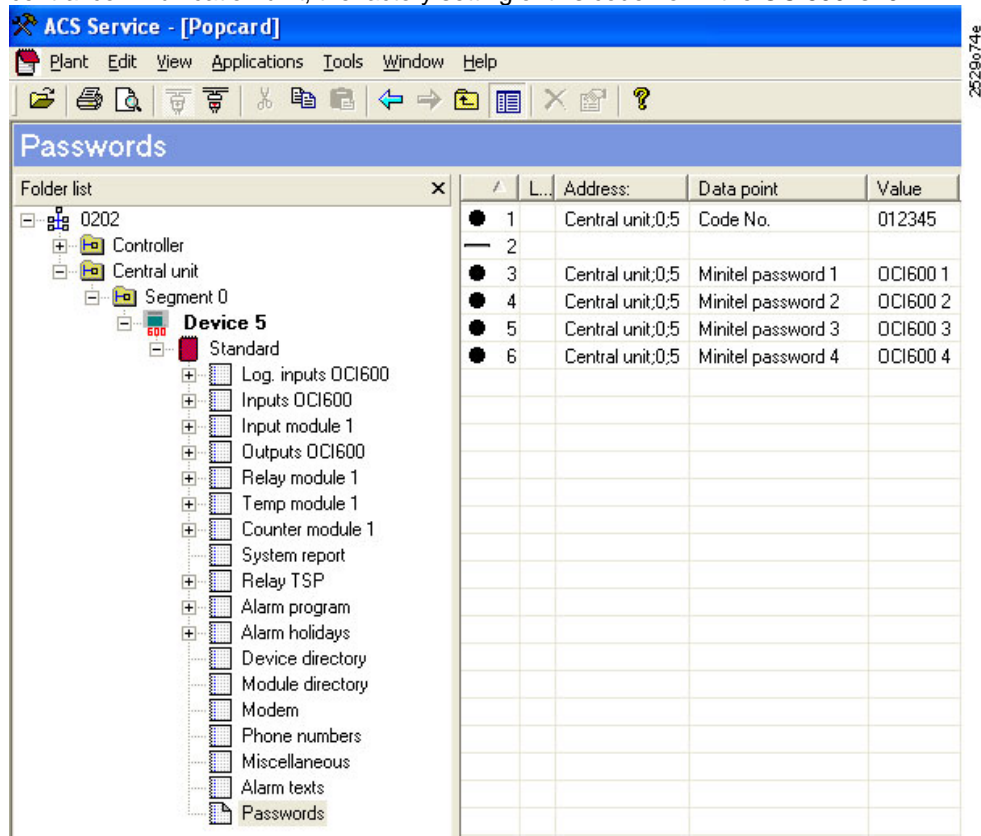 ACS Service - [Popcard]
Plant Edit View Applications Tools Window Help
Passwords
Folder list
0202
Controller
Central unit
Segment 0
600
Device 5
Standard
Log. inputs OCI600
Inputs OCI600
Input module 1
Outputs OCI600
Relay module 1
Temp module 1
Counter module 1
System report
Relay TSP
Alarm program
Alarm holidays
Device directory
Module directory
Modem
Phone numbers
Miscellaneous
Alarm texts
Passwords
L... Address: Data point Value
1 Central unit;0;5 Code No. 012345
2
3 Central unit;0;5 Minitel password 1 OCI600 1
4 Central unit;0;5 Minitel password 2 OCI600 2
5 Central unit;0;5 Minitel password 3 OCI600 3
6 Central unit;0;5 Minitel password 4 OCI600 4
2529o74e